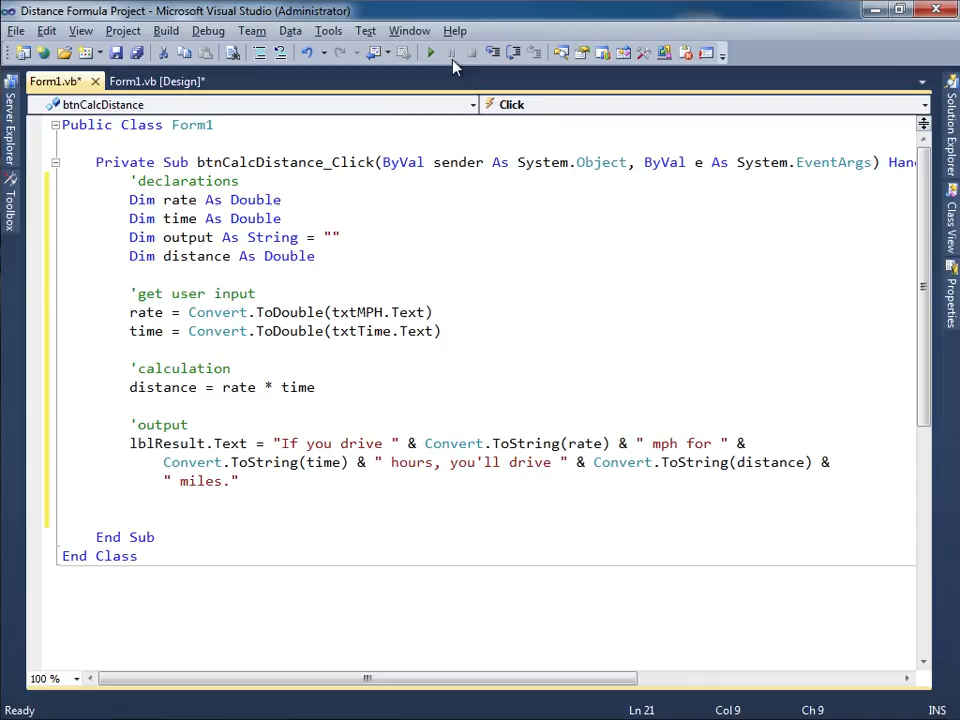 Distance Formula Project - Microsoft Visual Studio (Administrator)
File Edit View Project Build Debug Team Data Tools Test Window Help
Form1.vb* Form1.vb [Design]*
btnCalcDistance Click
Server Explorer
Toolbox
Solution Explorer
Class View
Properties
Public Class Form1
Private Sub btnCalcDistance_Click(ByVal sender As System.Object, ByVal e As System.EventArgs) Hand
'declarations
Dim rate As Double
Dim time As Double
Dim output As String = ""
Dim distance As Double
'get user input
rate = Convert.ToDouble(txtMPH.Text)
time = Convert.ToDouble(txtTime.Text)
'calculation
distance = rate * time
'output
lblResult.Text = "If you drive " & Convert.ToString(rate) & " mph for " &
Convert.ToString(time) & " hours, you'll drive " & Convert.ToString(distance) &
" miles."
End Sub
End Class
100 %
Ready Ln 21 Col 9 Ch 9 INS